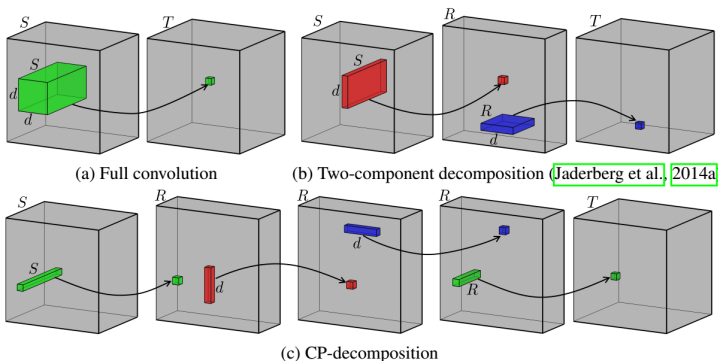 S T S R T
S S
d d R
d d
(a) Full convolution (b) Two-component decomposition (Jaderberg et al., 2014a
S R R R T
S d d R
(c) CP-decomposition